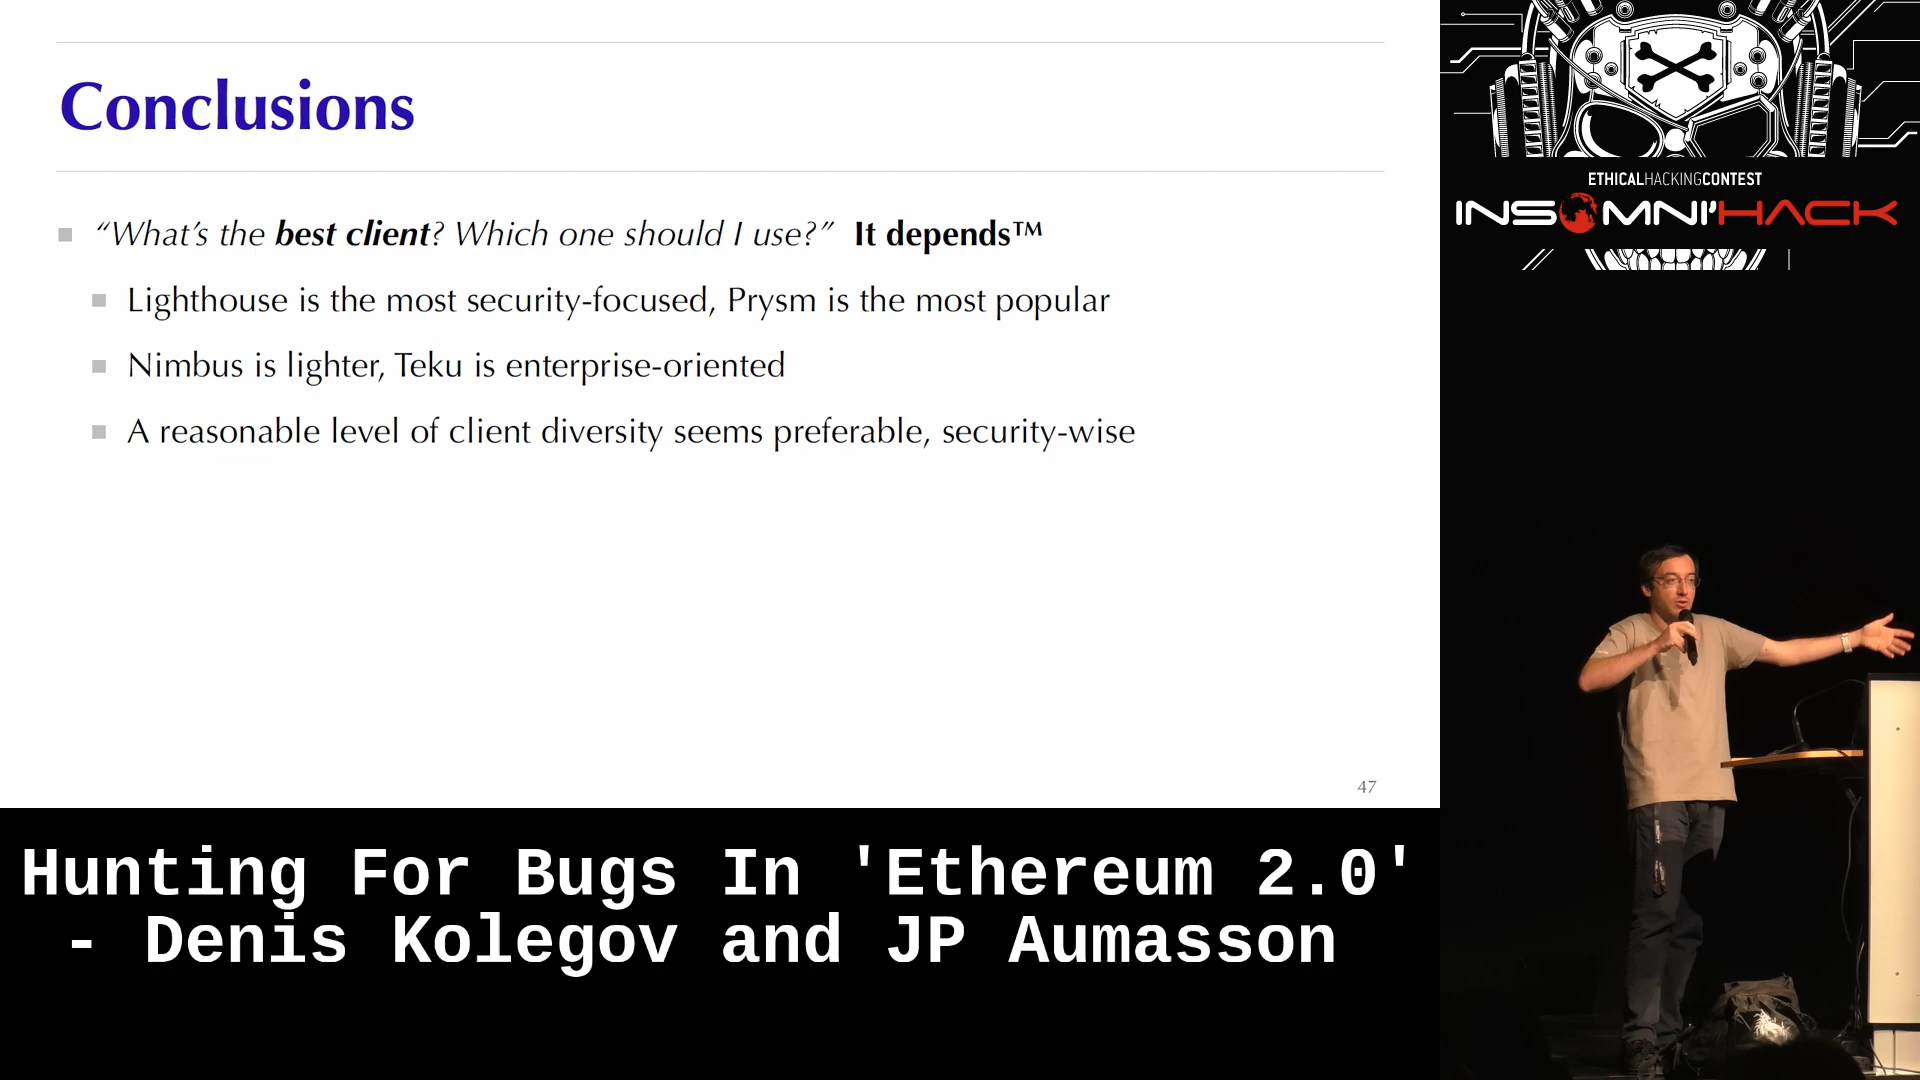 Conclusions
“What’s the best client? Which one should I use?” It depends™
Lighthouse is the most security-focused, Prysm is the most popular
Nimbus is lighter, Teku is enterprise-oriented
A reasonable level of client diversity seems preferable, security-wise
47
ETHICALHACKINGCONTEST
INSOMNI'HACK
Hunting For Bugs In 'Ethereum 2.0'
- Denis Kolegov and JP Aumasson